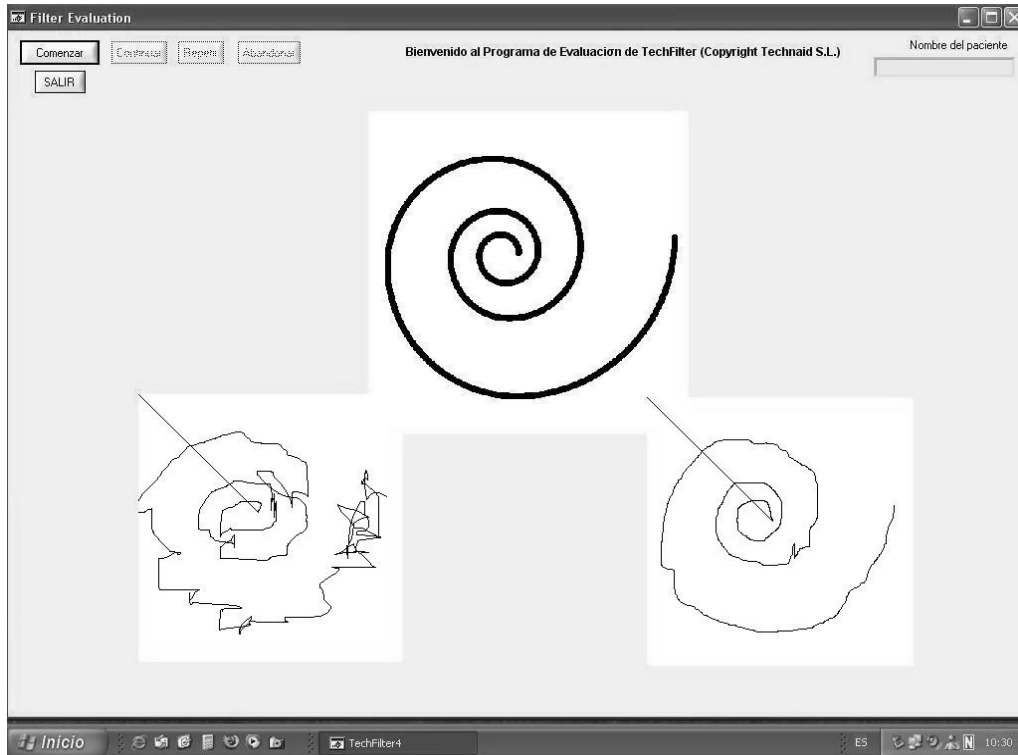 Filter Evaluation
Comenzar
Continuar
Repetir
Abandonar
Bienvenido al Programa de Evaluación de TechFilter (Copyright Technaid S.L.)
Nombre del paciente
SALIR
Inicio
TechFilter4
ES
N
10:30